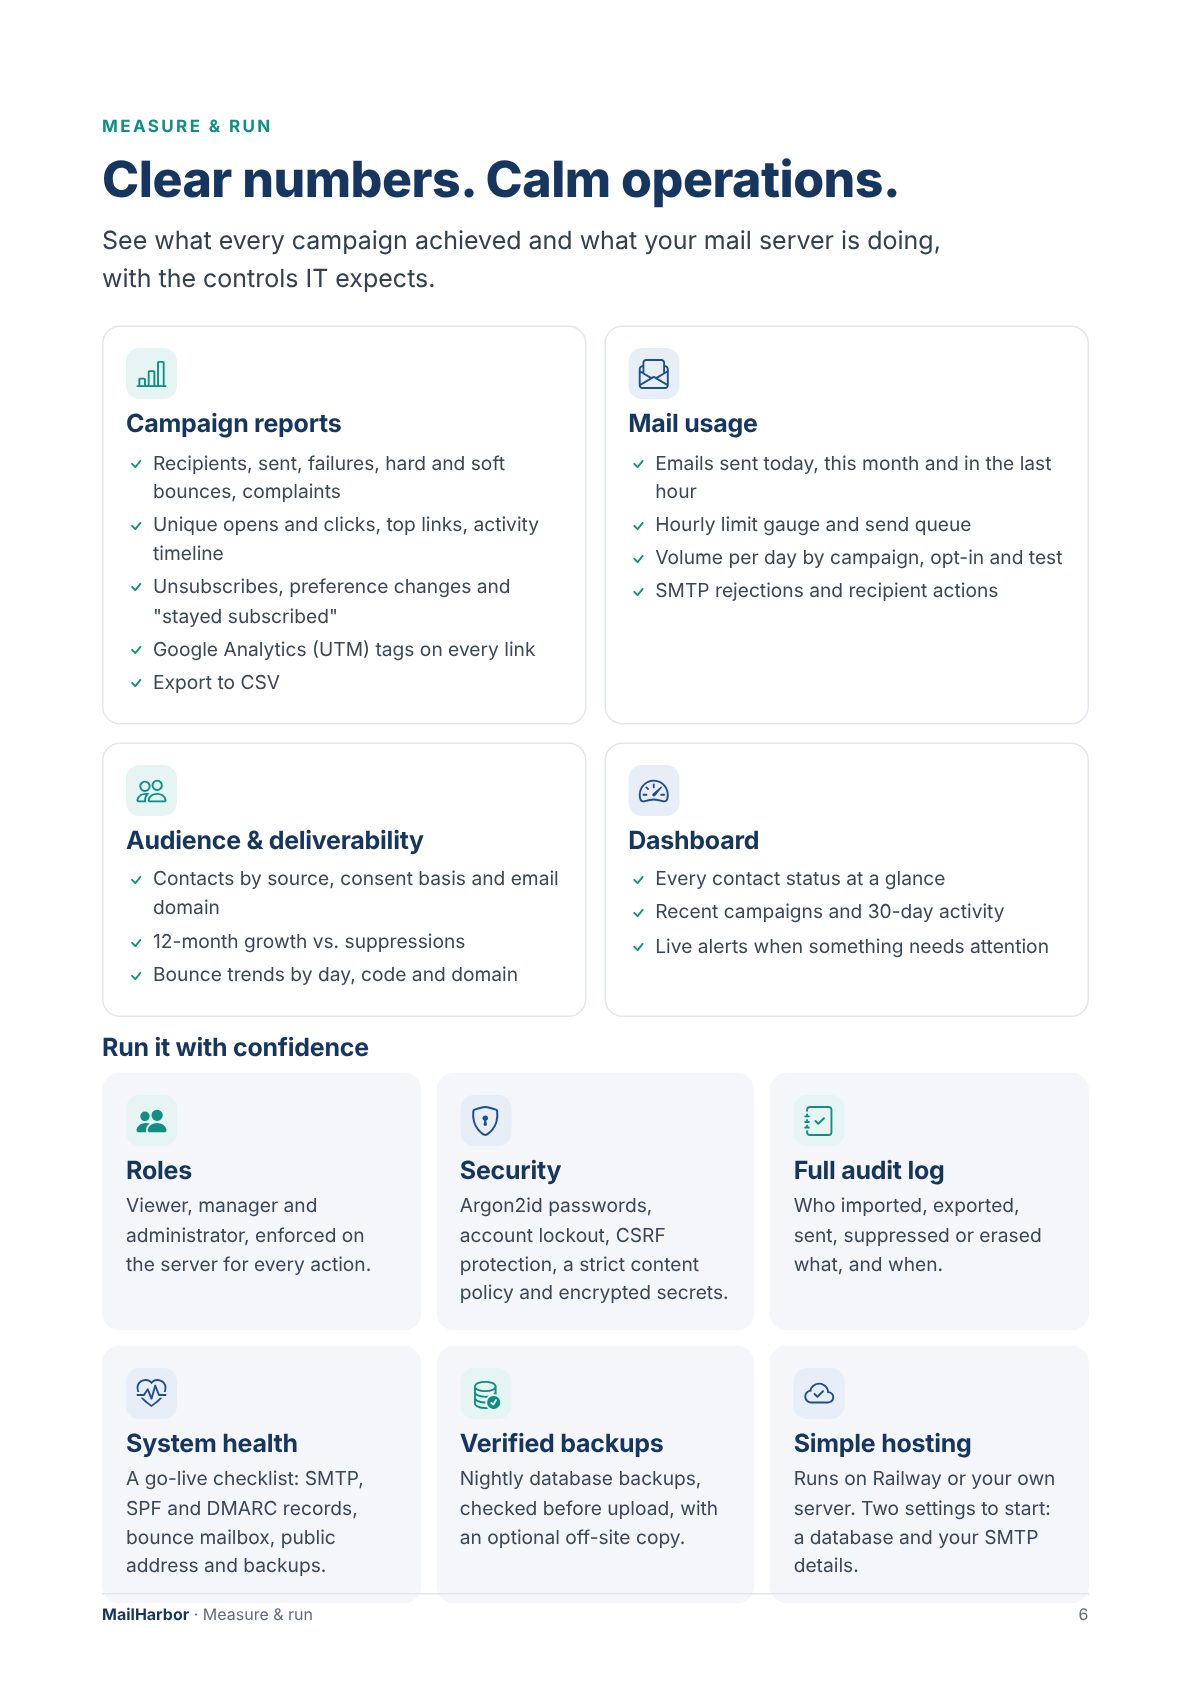 MEASURE & RUN
Clear numbers. Calm operations.
See what every campaign achieved and what your mail server is doing,
with the controls IT expects.
Campaign reports
Recipients, sent, failures, hard and soft
bounces, complaints
Unique opens and clicks, top links, activity
timeline
Unsubscribes, preference changes and
"stayed subscribed"
Google Analytics (UTM) tags on every link
Export to CSV
Mail usage
Emails sent today, this month and in the last
hour
Hourly limit gauge and send queue
Volume per day by campaign, opt-in and test
SMTP rejections and recipient actions
Audience & deliverability
Contacts by source, consent basis and email
domain
12-month growth vs. suppressions
Bounce trends by day, code and domain
Dashboard
Every contact status at a glance
Recent campaigns and 30-day activity
Live alerts when something needs attention
Run it with confidence
Roles
Viewer, manager and
administrator, enforced on
the server for every action.
Security
Argon2id passwords,
account lockout, CSRF
protection, a strict content
policy and encrypted secrets.
Full audit log
Who imported, exported,
sent, suppressed or erased
what, and when.
System health
A go-live checklist: SMTP,
SPF and DMARC records,
bounce mailbox, public
address and backups.
Verified backups
Nightly database backups,
checked before upload, with
an optional off-site copy.
Simple hosting
Runs on Railway or your own
server. Two settings to start:
a database and your SMTP
details.
MailHarbor · Measure & run
6